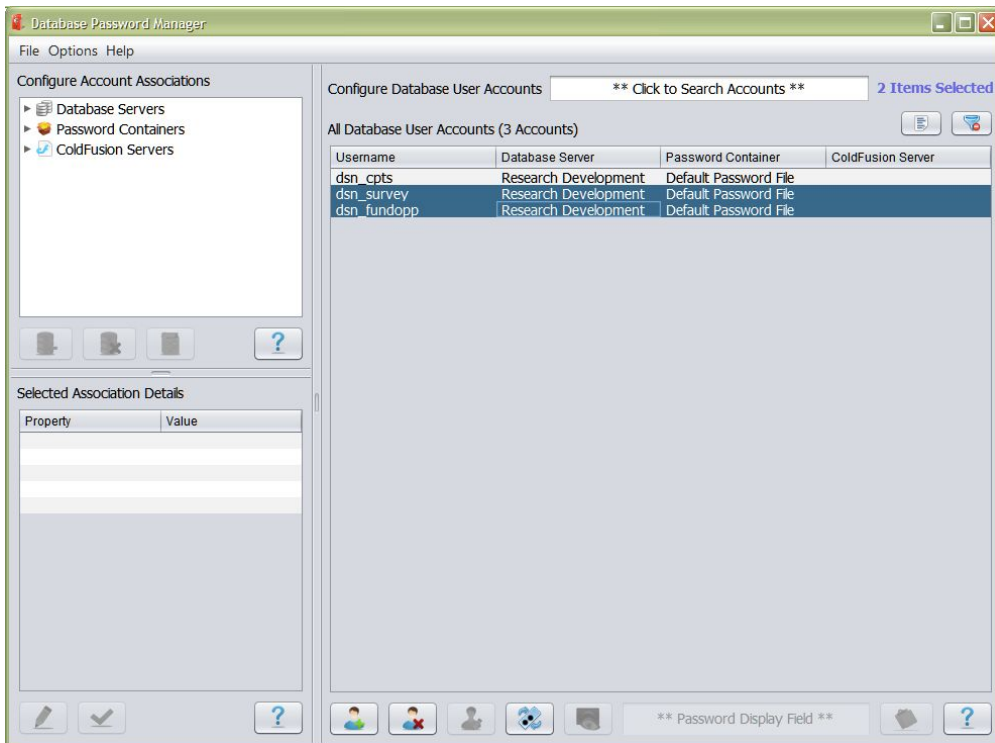 Database Password Manager
File Options Help
Configure Account Associations
Database Servers
Password Containers
ColdFusion Servers
?
Selected Association Details
Property Value
?
Configure Database User Accounts ** Click to Search Accounts ** 2 Items Selected
All Database User Accounts (3 Accounts)
Username Database Server Password Container ColdFusion Server
dsn_cpts Research Development Default Password File
dsn_survey Research Development Default Password File
dsn_fundopp Research Development Default Password File
** Password Display Field ** ?